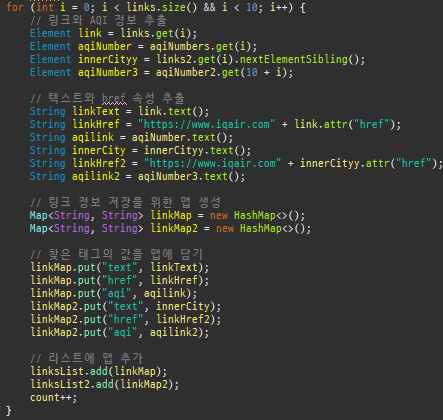 for (int i = 0; i < links.size() && i < 10; i++) {
// 링크와 AQI 정보 추출
Element link = links.get(i);
Element aqiNumber = aqiNumbers.get(i);
Element innerCityy = links2.get(i).nextElementSibling();
Element aqiNumber3 = aqiNumber2.get(10 + i);
// 텍스트와 href 속성 추출
String linkText = link.text();
String linkHref = "https://www.iqair.com" + link.attr("href");
String aqilink = aqiNumber.text();
String innerCity = innerCityy.text();
String linkHref2 = "https://www.iqair.com" + innerCityy.attr("href");
String aqilink2 = aqiNumber3.text();
// 링크 정보 저장을 위한 맵 생성
Map<String, String> linkMap = new HashMap<>();
Map<String, String> linkMap2 = new HashMap<>();
// 찾은 태그의 값을 맵에 담기
linkMap.put("text", linkText);
linkMap.put("href", linkHref);
linkMap.put("aqi", aqilink);
linkMap2.put("text", innerCity);
linkMap2.put("href", linkHref2);
linkMap2.put("aqi", aqilink2);
// 리스트에 맵 추가
linksList.add(linkMap);
linksList2.add(linkMap2);
count++;
}